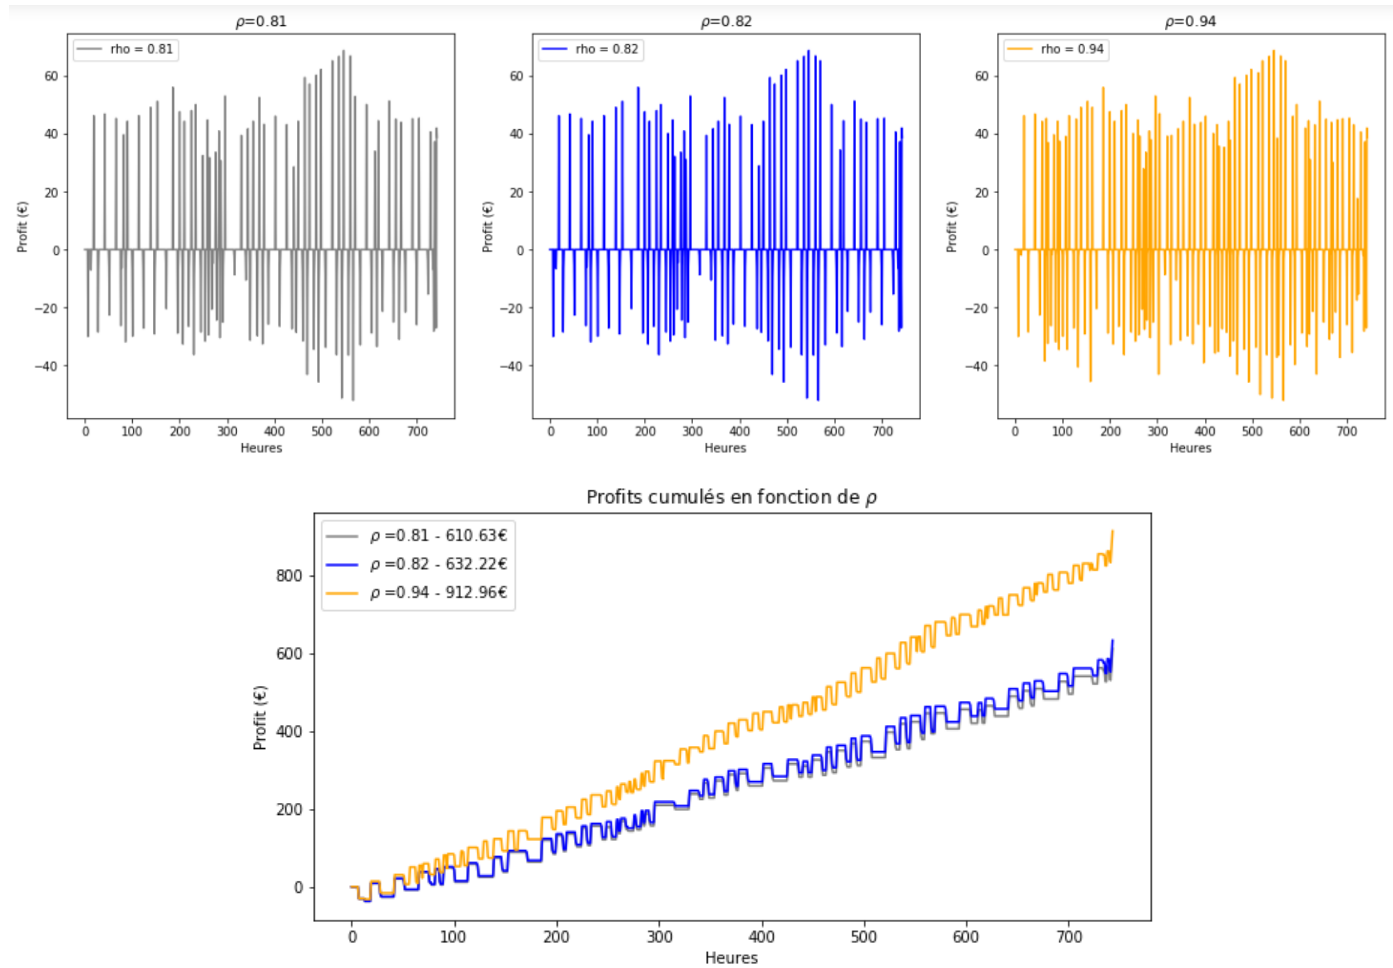 ρ=0.81
ρ=0.82
ρ=0.94
rho = 0.81
rho = 0.82
rho = 0.94
Profit (€)
60
40
20
0
−20
−40
0 100 200 300 400 500 600 700
Heures
Profit (€)
60
40
20
0
−20
−40
0 100 200 300 400 500 600 700
Heures
Profit (€)
60
40
20
0
−20
−40
0 100 200 300 400 500 600 700
Heures
Profits cumulés en fonction de ρ
ρ =0.81 - 610.63€
ρ =0.82 - 632.22€
ρ =0.94 - 912.96€
Profit (€)
800
600
400
200
0
0 100 200 300 400 500 600 700
Heures